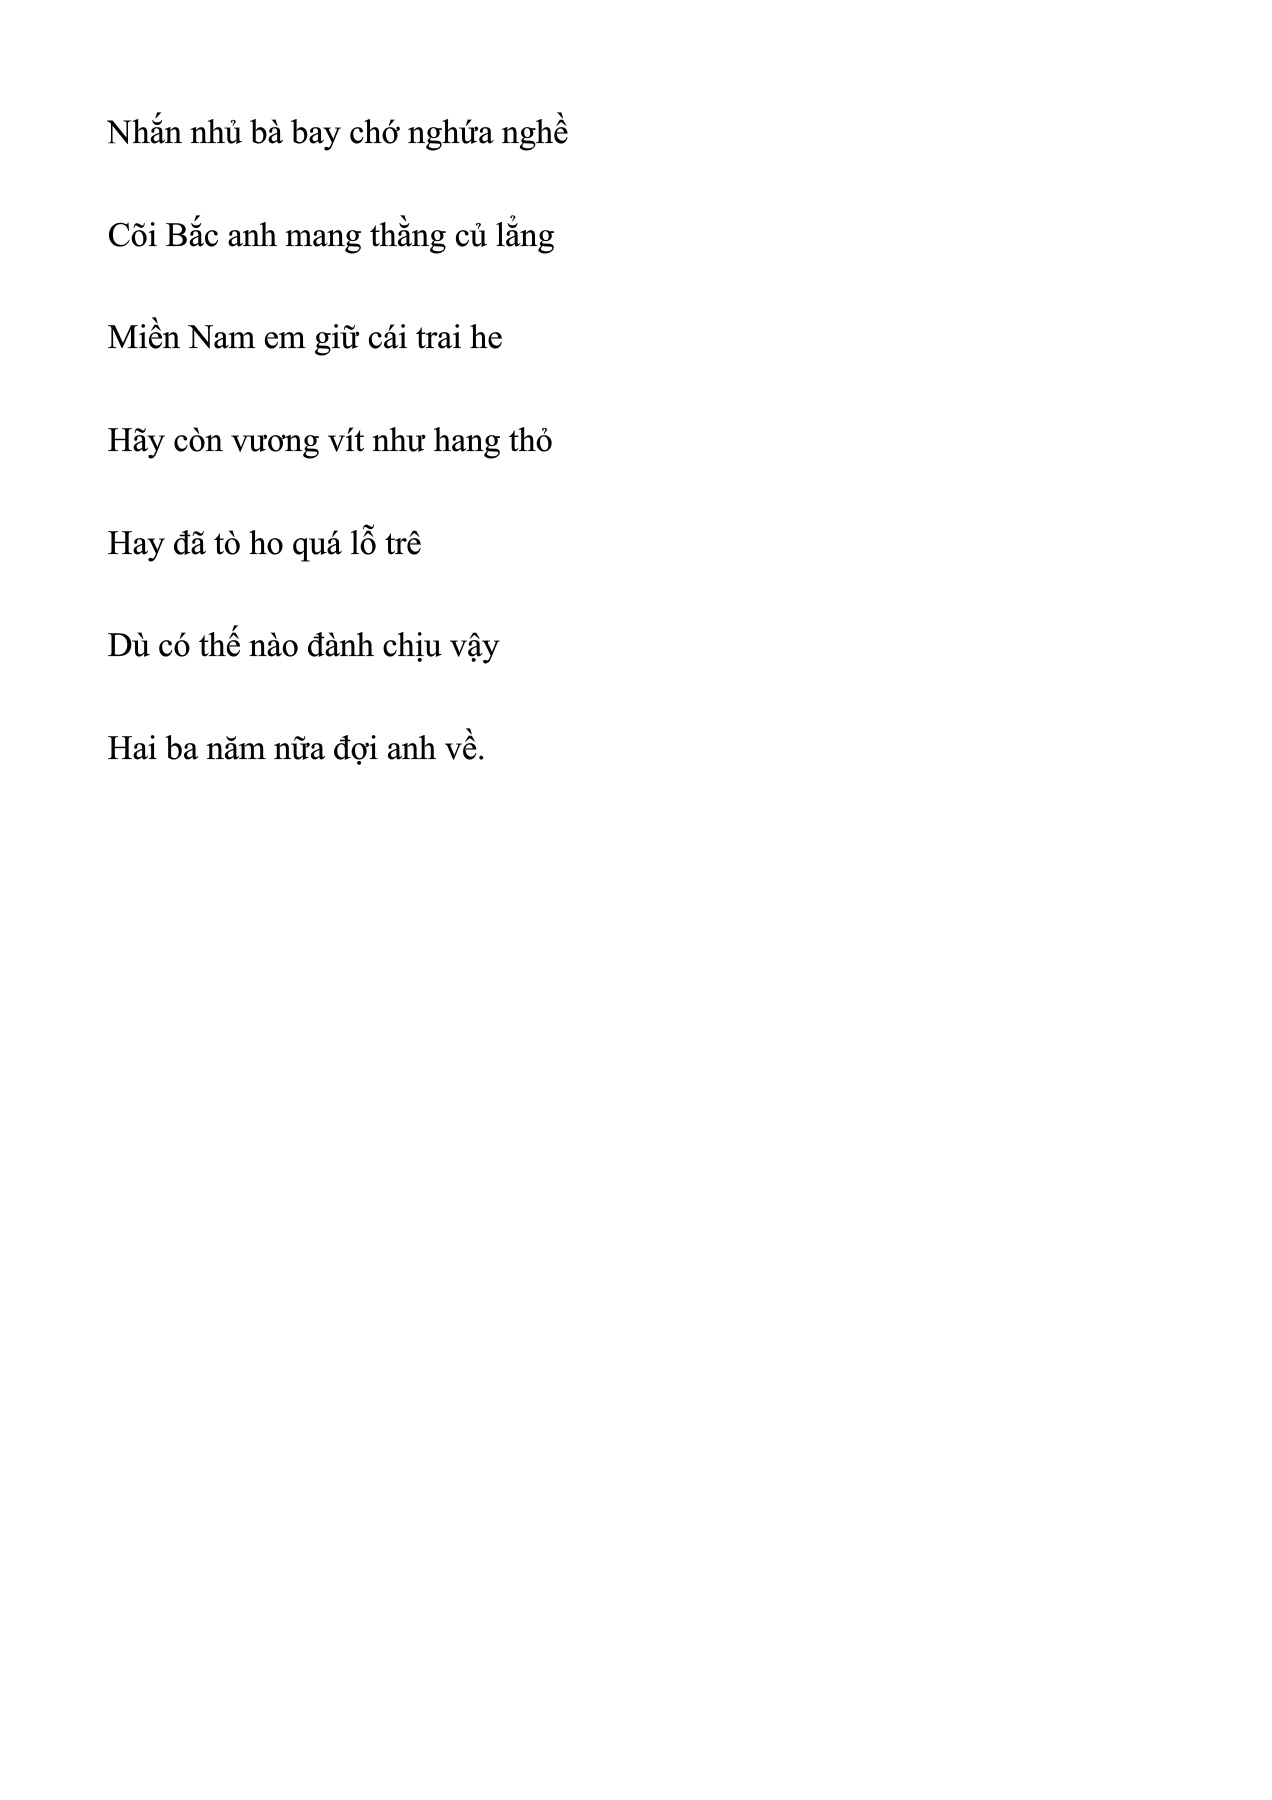 Nhắn nhủ bà bay chớ nghứa nghề
Cõi Bắc anh mang thằng củ lẳng
Miền Nam em giữ cái trai he
Hãy còn vương vít như hang thỏ
Hay đã tò ho quá lỗ trê
Dù có thế nào đành chịu vậy
Hai ba năm nữa đợi anh về.